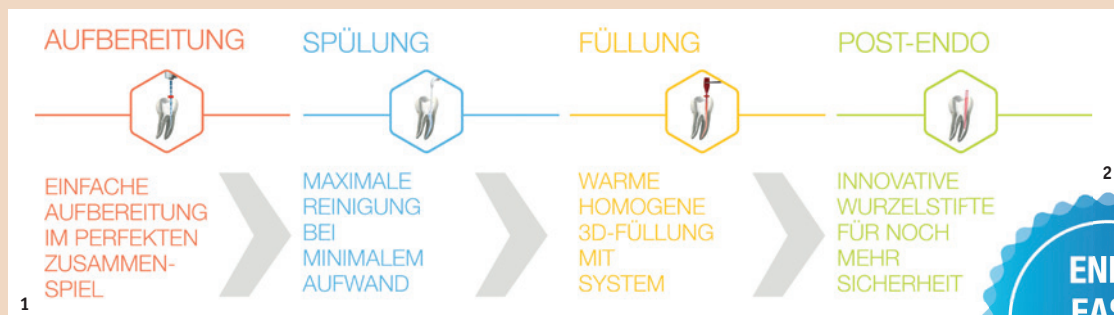 AUFBEREITUNG
EINFACHE
AUFBEREITUNG
IM PERFEKTEN
ZUSAMMEN-
SPIEL
SPÜLUNG
MAXIMALE
REINIGUNG
BEI
MINIMALEM
AUFWAND
FÜLLUNG
WARME
HOMOGENE
3D-FÜLLUNG
MIT
SYSTEM
POST-ENDO
INNOVATIVE
WURZELSTIFTE
FÜR NOCH
MEHR
SICHERHEIT
1
2